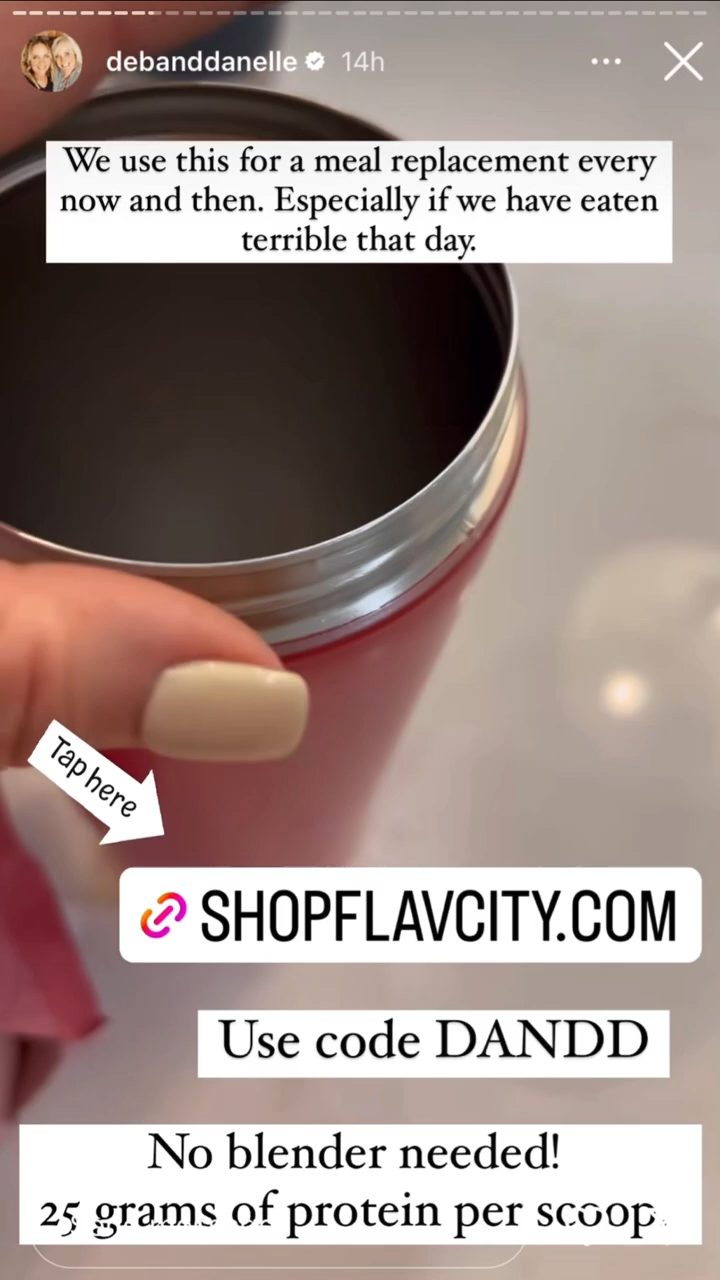 debanddanelle 14h
We use this for a meal replacement every
now and then. Especially if we have eaten
terrible that day.
Tap here
SHOPFLAVCITY.COM
Use code DANDD
No blender needed!
25 grams of protein per scoop.